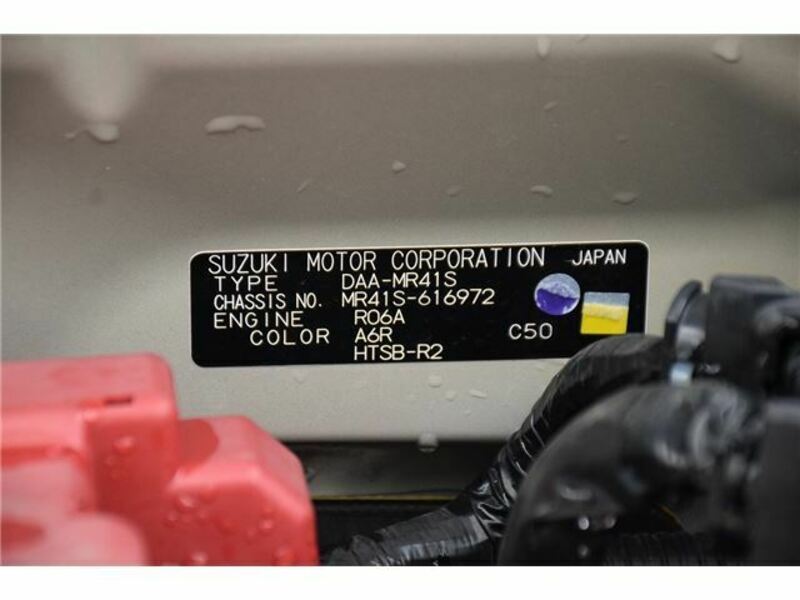 SUZUKI MOTOR CORPORATION JAPAN
TYPE DAA-MR41S
CHASSIS NO. MR41S-616972
ENGINE R06A
COLOR A6R C50
HTSB-R2